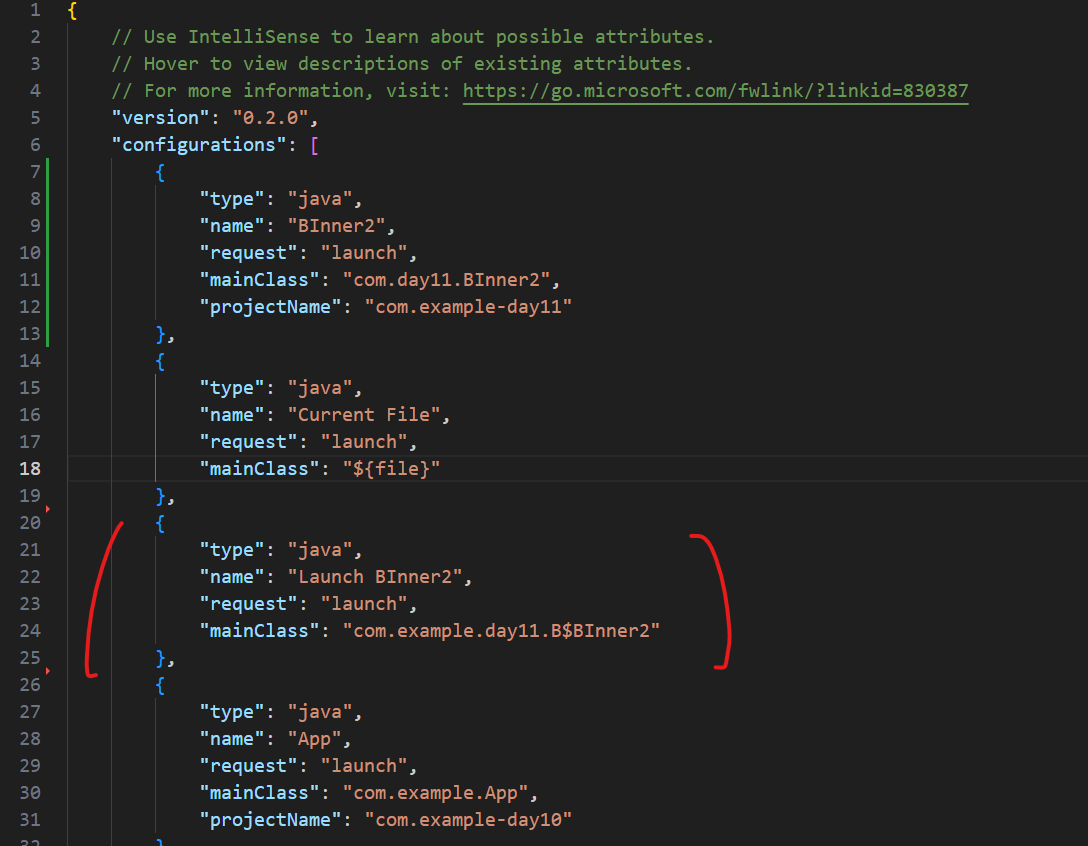 1 {
2 // Use IntelliSense to learn about possible attributes.
3 // Hover to view descriptions of existing attributes.
4 // For more information, visit: https://go.microsoft.com/fwlink/?linkid=830387
5 "version": "0.2.0",
6 "configurations": [
7 {
8 "type": "java",
9 "name": "BInner2",
10 "request": "launch",
11 "mainClass": "com.day11.BInner2",
12 "projectName": "com.example-day11"
13 },
14 {
15 "type": "java",
16 "name": "Current File",
17 "request": "launch",
18 "mainClass": "${file}"
19 },
20 {
21 "type": "java",
22 "name": "Launch BInner2",
23 "request": "launch",
24 "mainClass": "com.example.day11.B$BInner2"
25 },
26 {
27 "type": "java",
28 "name": "App",
29 "request": "launch",
30 "mainClass": "com.example.App",
31 "projectName": "com.example-day10"